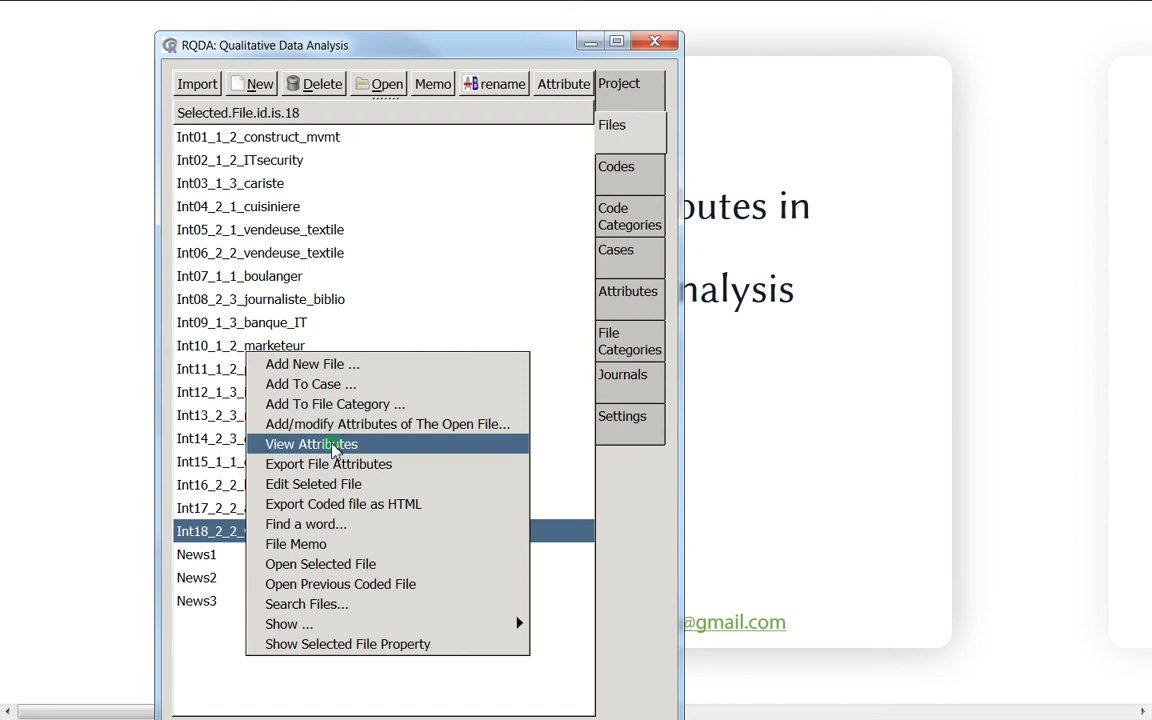 RQDA: Qualitative Data Analysis
Import New Delete Open Memo rename Attribute
Selected.File.id.is.18
Int01_1_2_construct_mvmt
Int02_1_2_ITsecurity
Int03_1_3_cariste
Int04_2_1_cuisiniere
Int05_2_1_vendeuse_textile
Int06_2_2_vendeuse_textile
Int07_1_1_boulanger
Int08_2_3_journaliste_biblio
Int09_1_3_banque_IT
Int10_1_2_marketeur
Int11_1_2_
Int12_1_3_
Int13_2_3_
Int14_2_3_
Int15_1_1_
Int16_2_2_
Int17_2_2_
Int18_2_2_
News1
News2
News3
Add New File ...
Add To Case ...
Add To File Category ...
Add/modify Attributes of The Open File...
View Attributes
Export File Attributes
Edit Seleted File
Export Coded file as HTML
Find a word...
File Memo
Open Selected File
Open Previous Coded File
Search Files...
Show ...
Show Selected File Property
Project
Files
Codes
Code
Categories
Cases
Attributes
File
Categories
Journals
Settings
butes in
nalysis
@gmail.com